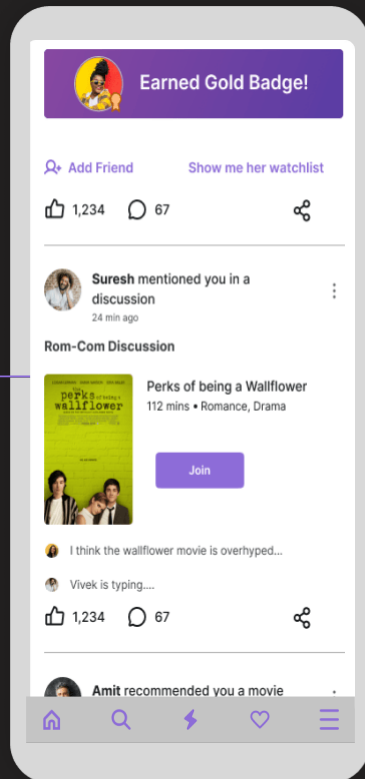 Earned Gold Badge!
Add Friend
Show me her watchlist
1,234
67
Suresh mentioned you in a
discussion
24 min ago
Rom-Com Discussion
the
perks of being a
wallflower
Perks of being a Wallflower
112 mins • Romance, Drama
Join
I think the wallflower movie is overhyped...
Vivek is typing....
1,234
67
Amit recommended you a movie